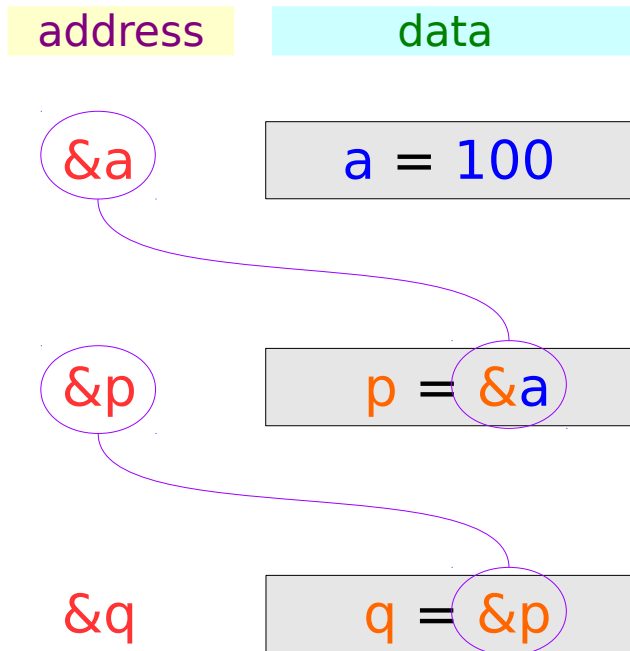 address data
&a a = 100
&p p = &a
&q q = &p